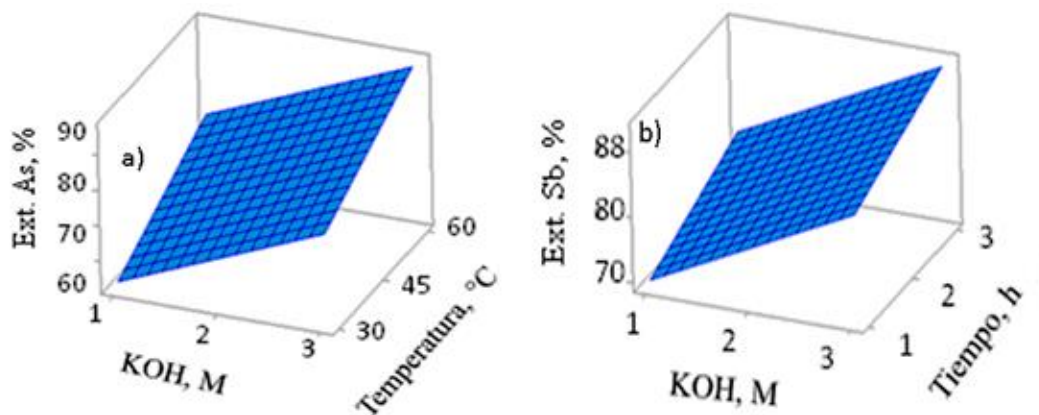 a)
Ext. As, %
90
80
70
60
1
2
3
KOH, M
30
45
60
Temperatura, °C
b)
Ext. Sb, %
88
80
70
1
2
3
KOH, M
1
2
3
Tiempo, h